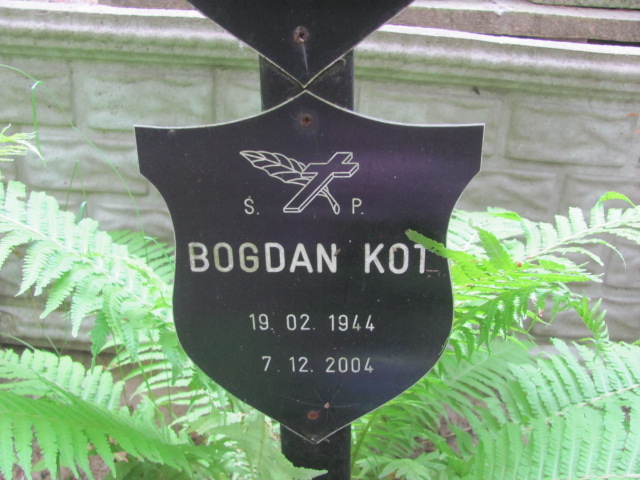 Ś. P.
BOGDAN KOT
19. 02. 1944
7. 12. 2004